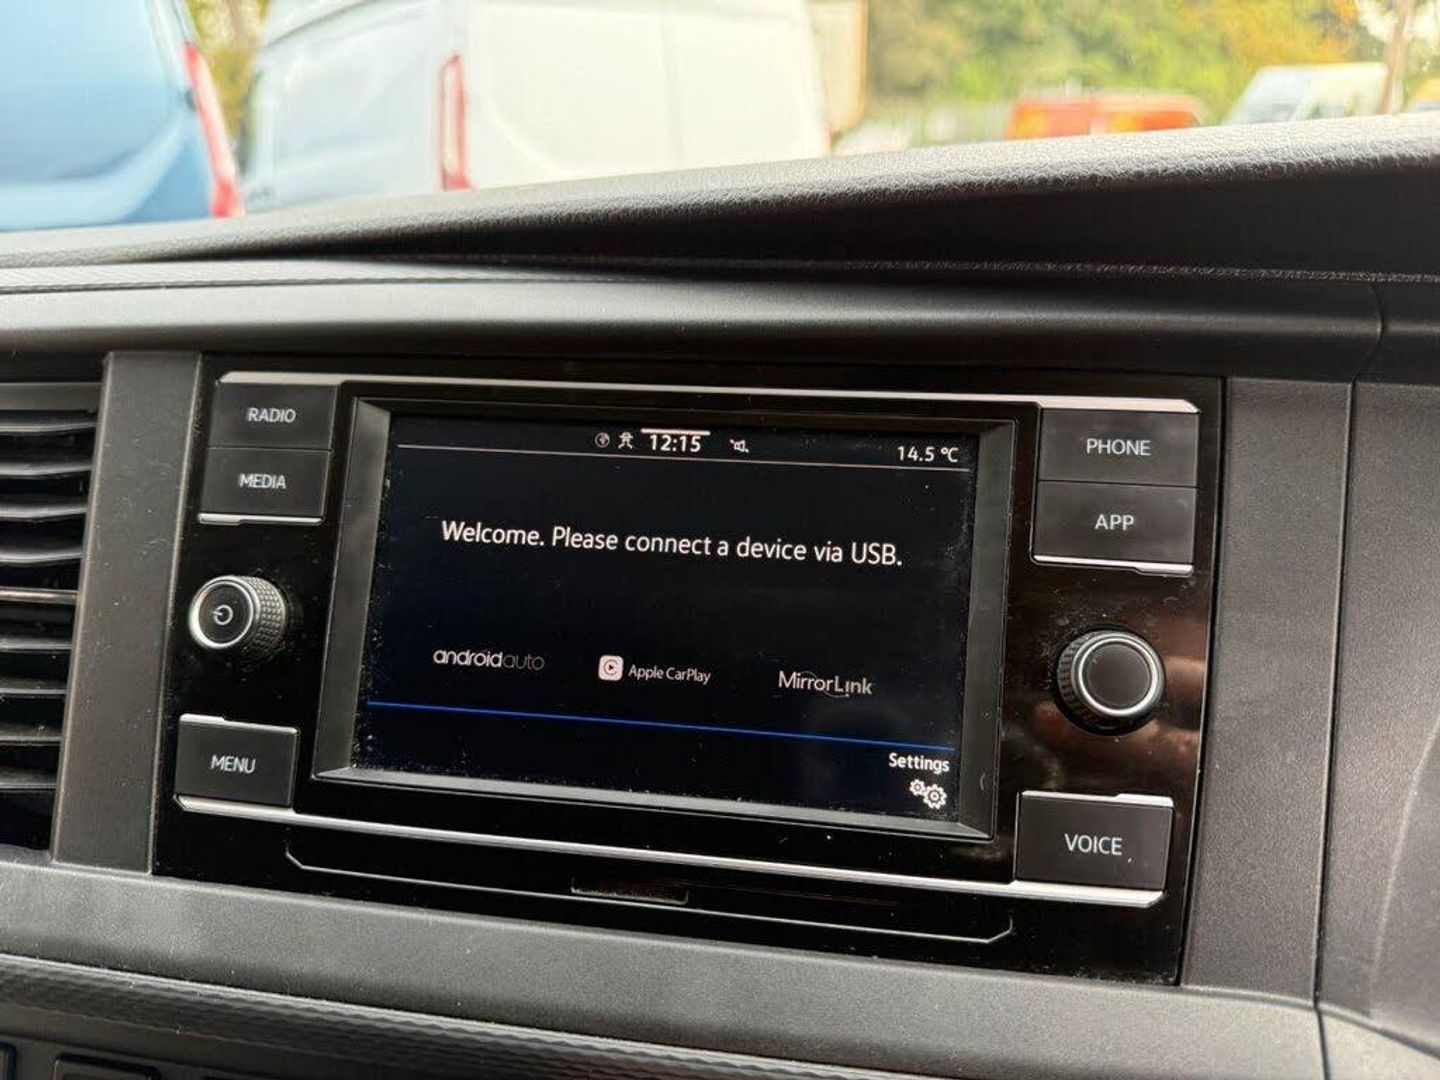 RADIO
MEDIA
MENU
12:15
14.5 °C
Welcome. Please connect a device via USB.
androidauto
Apple CarPlay
MirrorLink
Settings
PHONE
APP
VOICE